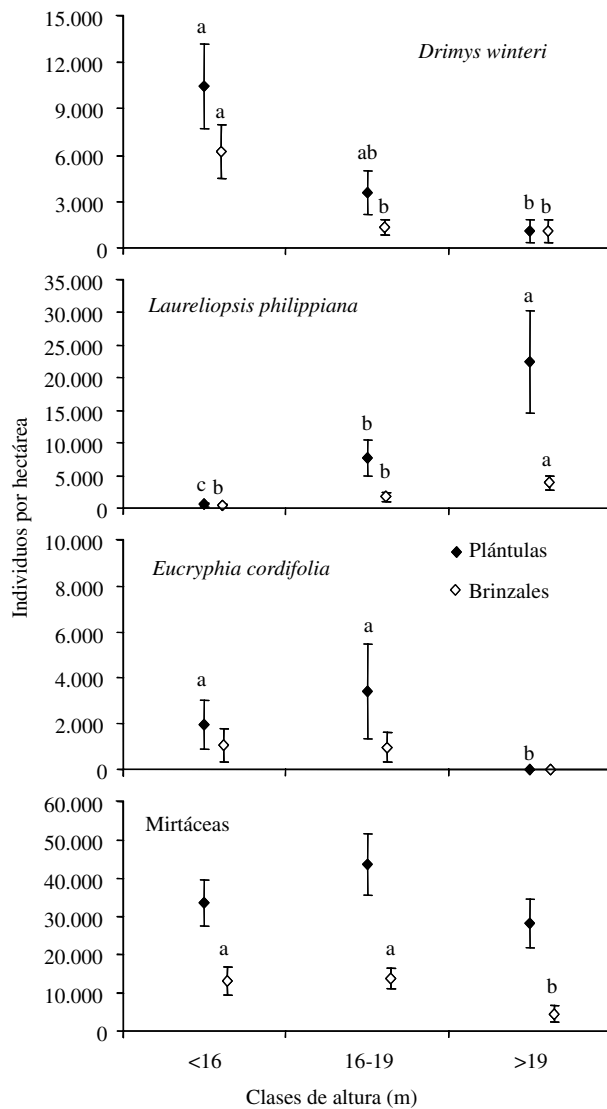 15.000
a
Drimys winteri
12.000
a
9.000
6.000
ab
3.000
b
b b
0
35.000
a
30.000
Laureliopsis philippiana
25.000
20.000
15.000
b
10.000
a
5.000
c b
b
0
Individuos por hectárea
10.000
Plántulas
Eucryphia cordifolia
8.000
Brinzales
a
6.000
a
4.000
2.000
b
0
60.000
Mirtáceas
50.000
40.000
30.000
a
a
20.000
b
10.000
0
<16 16-19 >19
Clases de altura (m)